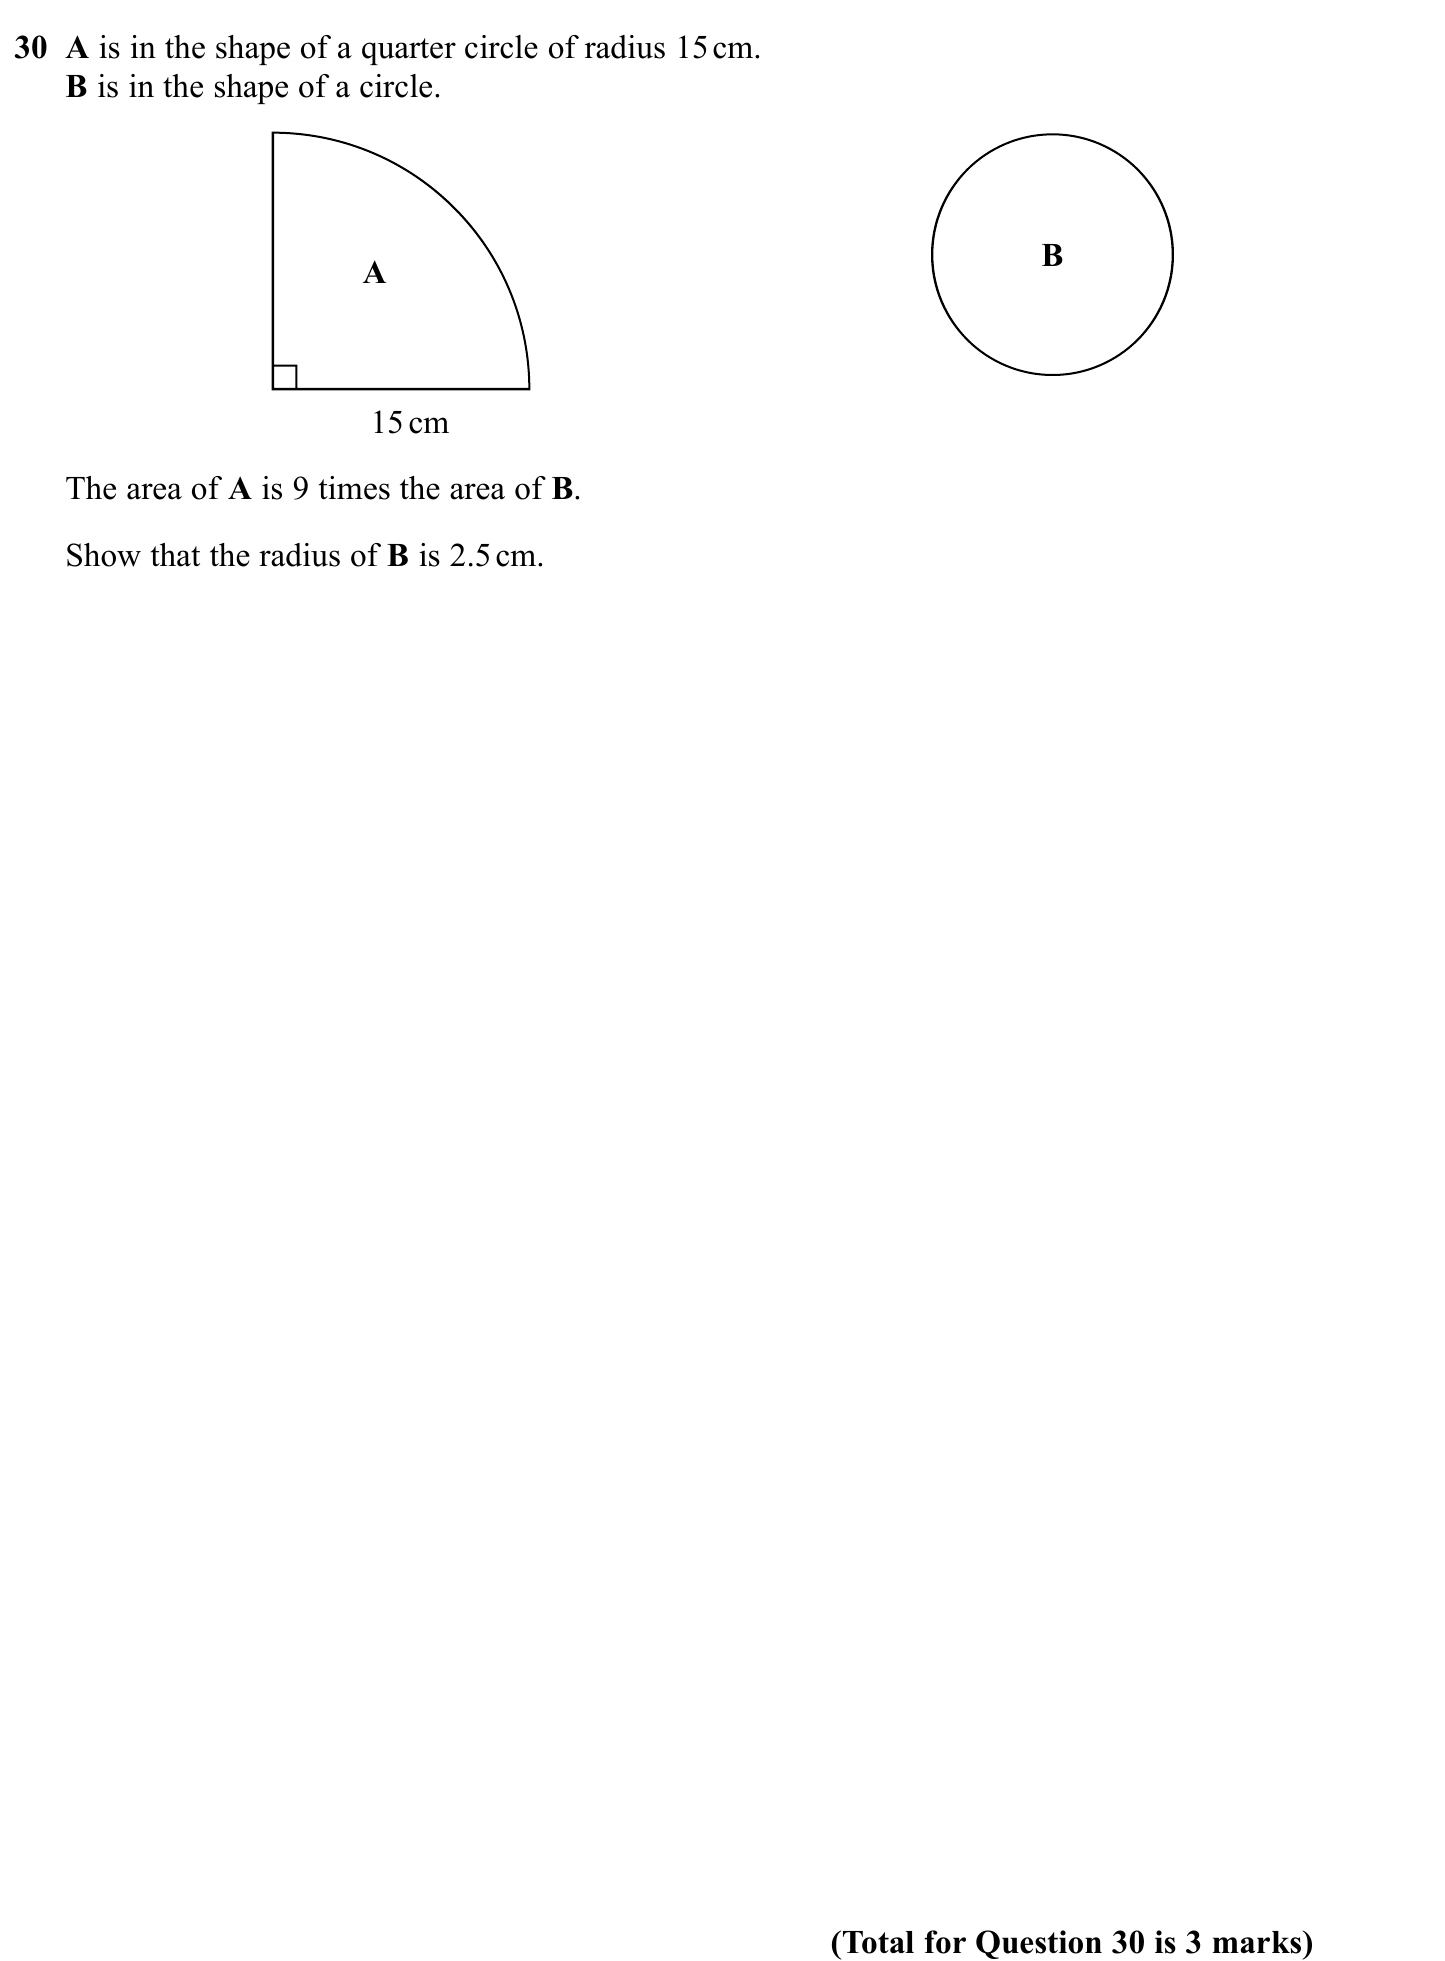 30 A is in the shape of a quarter circle of radius 15 cm.
B is in the shape of a circle.
A
B
15 cm
The area of A is 9 times the area of B.
Show that the radius of B is 2.5 cm.
(Total for Question 30 is 3 marks)